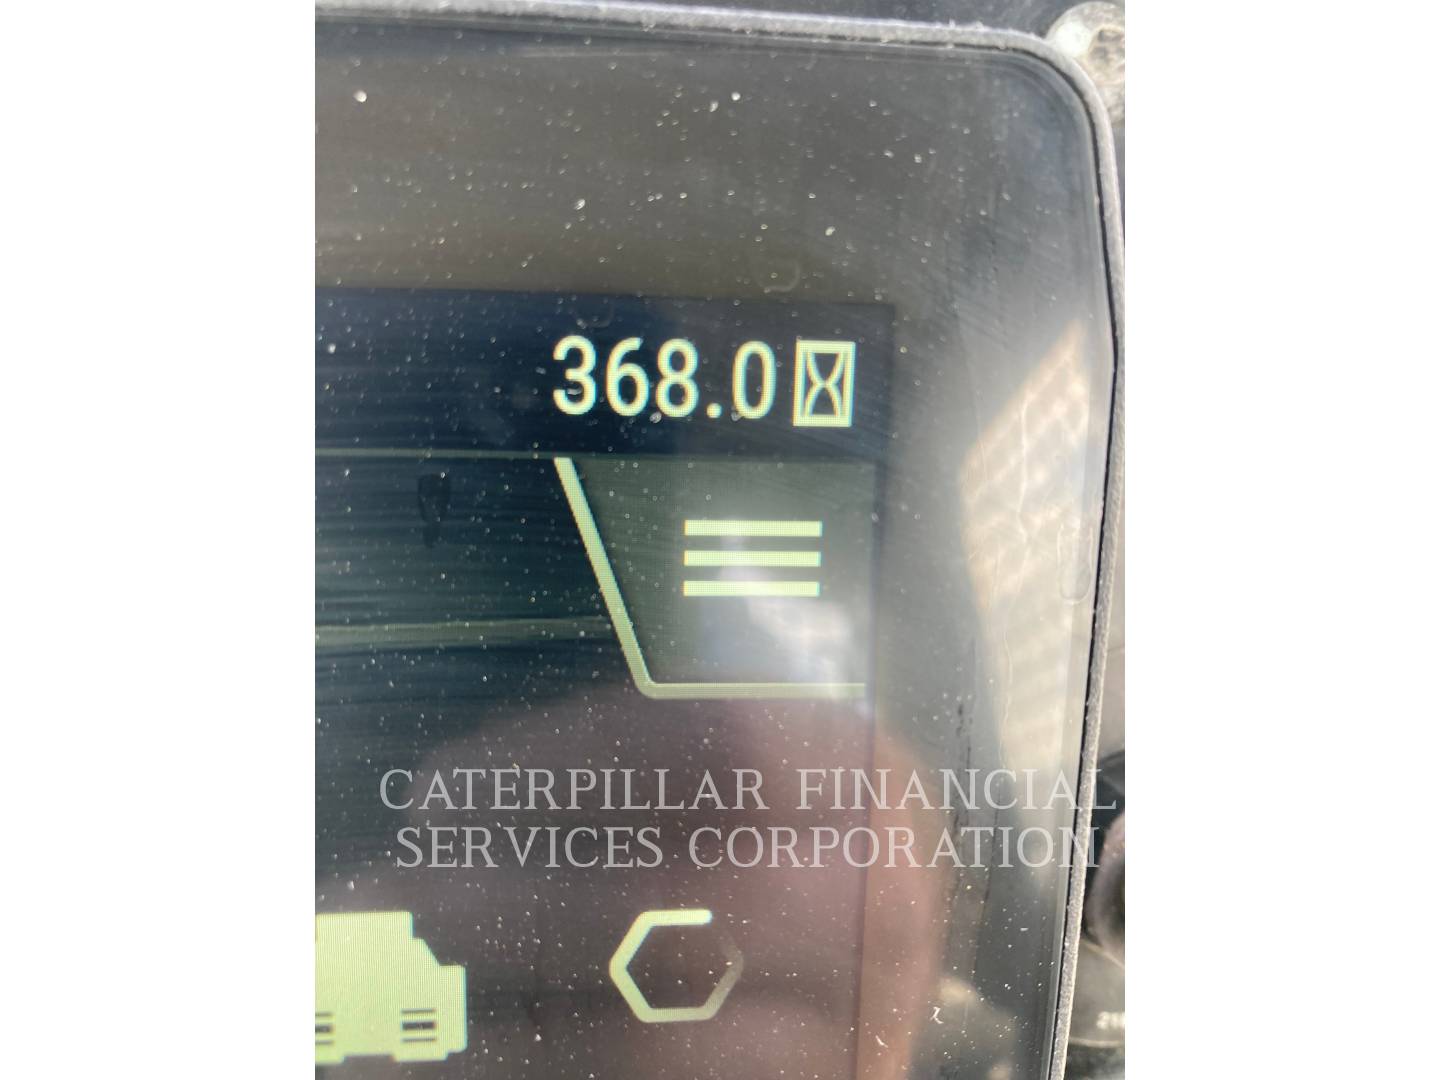 368.0
CATERPILLAR FINANCIAL
SERVICES CORPORATION